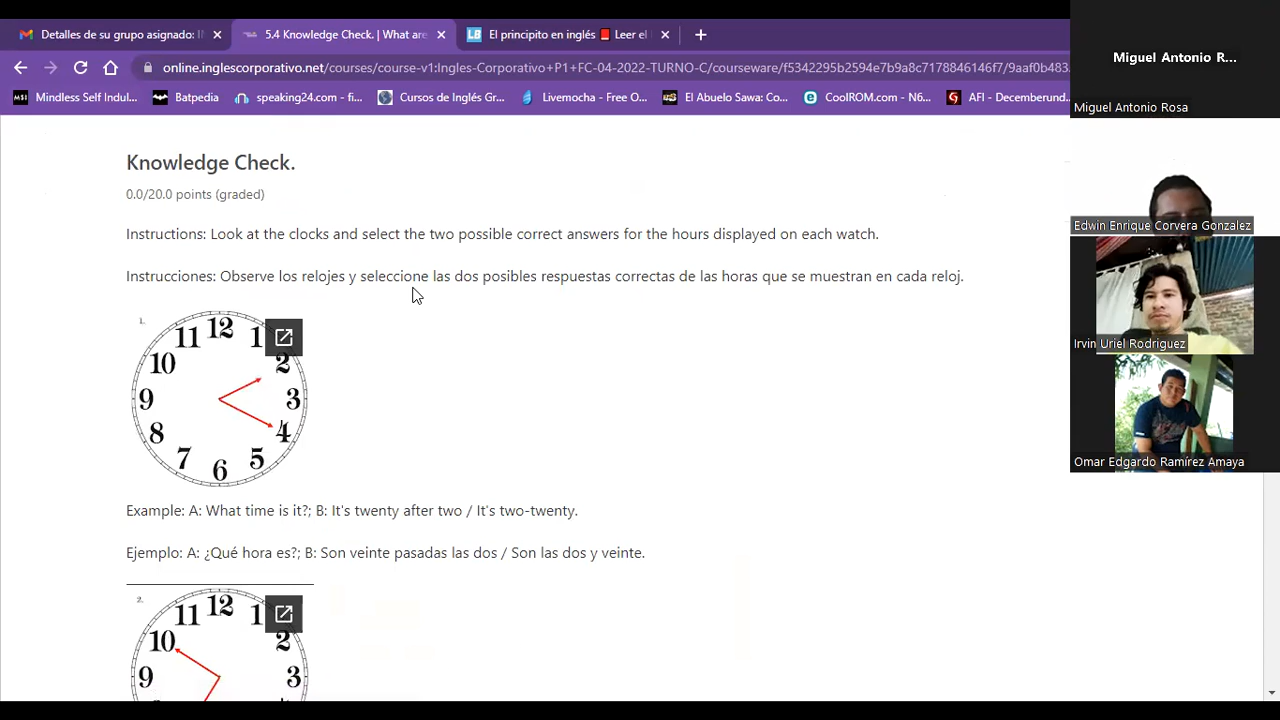 Detalles de su grupo asignado: I
5.4 Knowledge Check. | What are
El principito en inglés 📕 Leer el
online.inglescorporativo.net/courses/course-v1:Ingles-Corporativo+P1+FC-04-2022-TURNO-C/courseware/f5342295b2594e7b9a8c7178846146f7/9aaf0b483
Mindless Self Indul...
Batpedia
speaking24.com - fi...
Cursos de Inglés Gr...
Livemocha - Free O...
El Abuelo Sawa: Co...
CoolROM.com - N6...
AFI - Decemberund...
Miguel Antonio R...
Miguel Antonio Rosa
Edwin Enrique Corvera Gonzalez
Irvin Uriel Rodriguez
Omar Edgardo Ramírez Amaya
Knowledge Check.
0.0/20.0 points (graded)
Instructions: Look at the clocks and select the two possible correct answers for the hours displayed on each watch.
Instrucciones: Observe los relojes y seleccione las dos posibles respuestas correctas de las horas que se muestran en cada reloj.
1.
11 12 1
10 2
9 3
8 4
7 6 5
Example: A: What time is it?; B: It's twenty after two / It's two-twenty.
Ejemplo: A: ¿Qué hora es?; B: Son veinte pasadas las dos / Son las dos y veinte.
2.
11 12 1
10 2
9 3